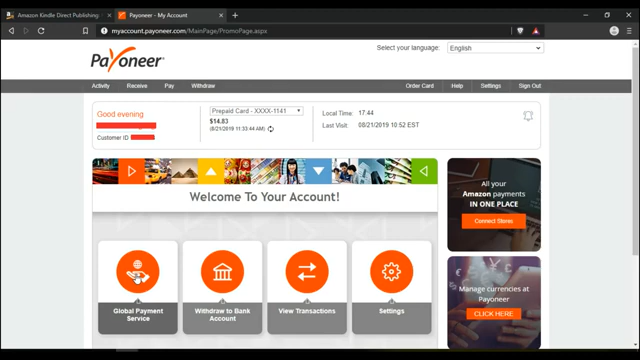 Amazon Kindle Direct Publishing
Payoneer - My Account
myaccount.payoneer.com/MainPage/PromoPage.aspx
Select your language:
English
Payoneer
Activity
Receive
Pay
Withdraw
Order Card
Help
Settings
Sign Out
Good evening
Customer ID
Prepaid Card - XXXX-1141
$14.83
(8/21/2019 11:33:44 AM)
Local Time:
17:44
Last Visit:
08/21/2019 10:52 EST
Welcome To Your Account!
Global Payment
Service
Withdraw to Bank
Account
View Transactions
Settings
All your
Amazon payments
IN ONE PLACE
Connect Stores
Manage currencies at
Payoneer
CLICK HERE